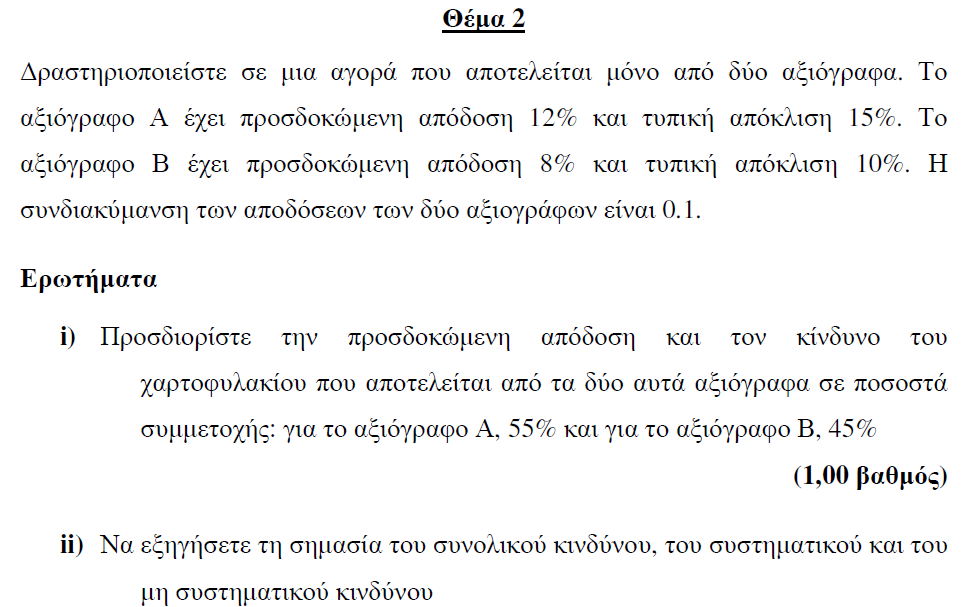 Θέμα 2
Δραστηριοποιείστε σε μια αγορά που αποτελείται μόνο από δύο αξιόγραφα. Το
αξιόγραφο Α έχει προσδοκώμενη απόδοση 12% και τυπική απόκλιση 15%. Το
αξιόγραφο Β έχει προσδοκώμενη απόδοση 8% και τυπική απόκλιση 10%. Η
συνδιακύμανση των αποδόσεων των δύο αξιογράφων είναι 0.1.
Ερωτήματα
i) Προσδιορίστε την προσδοκώμενη απόδοση και τον κίνδυνο του
χαρτοφυλακίου που αποτελείται από τα δύο αυτά αξιόγραφα σε ποσοστά
συμμετοχής: για το αξιόγραφο Α, 55% και για το αξιόγραφο Β, 45%
(1,00 βαθμός)
ii) Να εξηγήσετε τη σημασία του συνολικού κινδύνου, του συστηματικού και του
μη συστηματικού κινδύνου